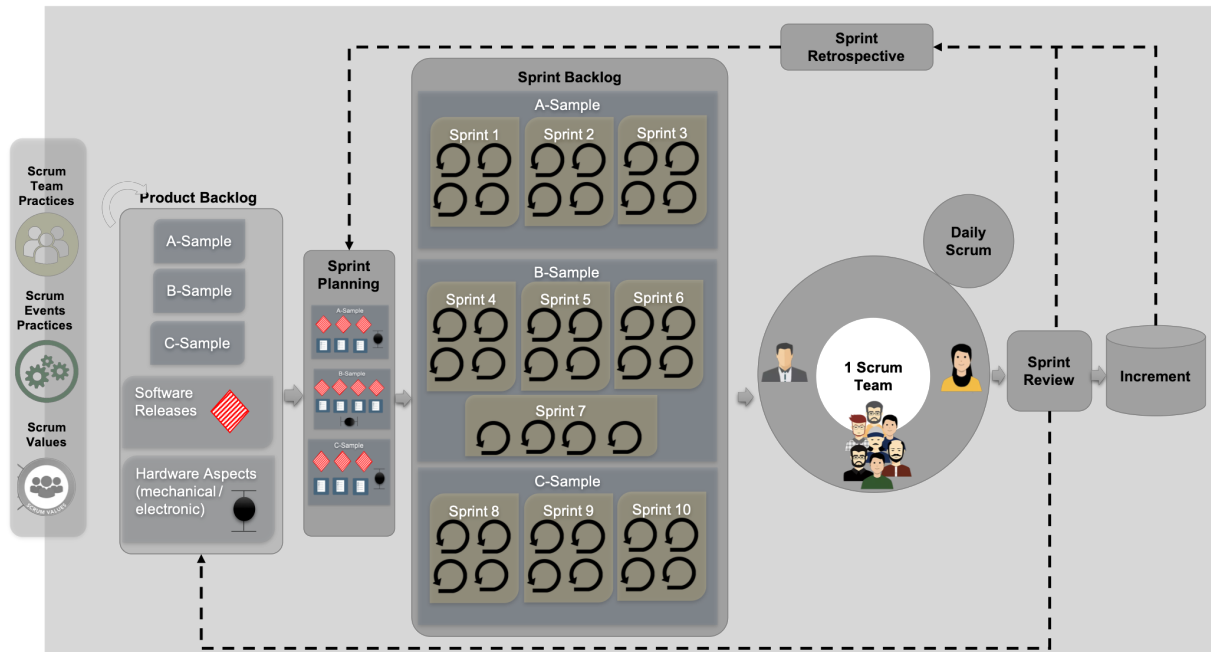 Sprint
Retrospective
Scrum
Team
Practices
Scrum
Events
Practices
Scrum
Values
SCRUM VALUES
Product Backlog
A-Sample
B-Sample
C-Sample
Software
Releases
Hardware Aspects
(mechanical/
electronic)
Sprint
Planning
A-Sample
B-Sample
C-Sample
Sprint Backlog
A-Sample
Sprint 1
Sprint 2
Sprint 3
B-Sample
Sprint 4
Sprint 5
Sprint 6
Sprint 7
C-Sample
Sprint 8
Sprint 9
Sprint 10
Daily
Scrum
1 Scrum
Team
Sprint
Review
Increment